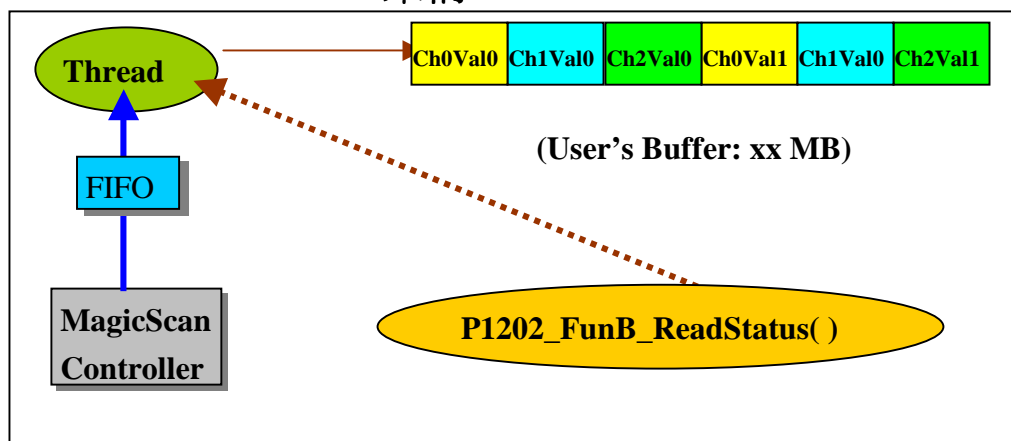 Thread
Ch0Val0 Ch1Val0 Ch2Val0 Ch0Val1 Ch1Val0 Ch2Val1
(User's Buffer: xx MB)
FIFO
MagicScan
Controller
P1202_FunB_ReadStatus( )